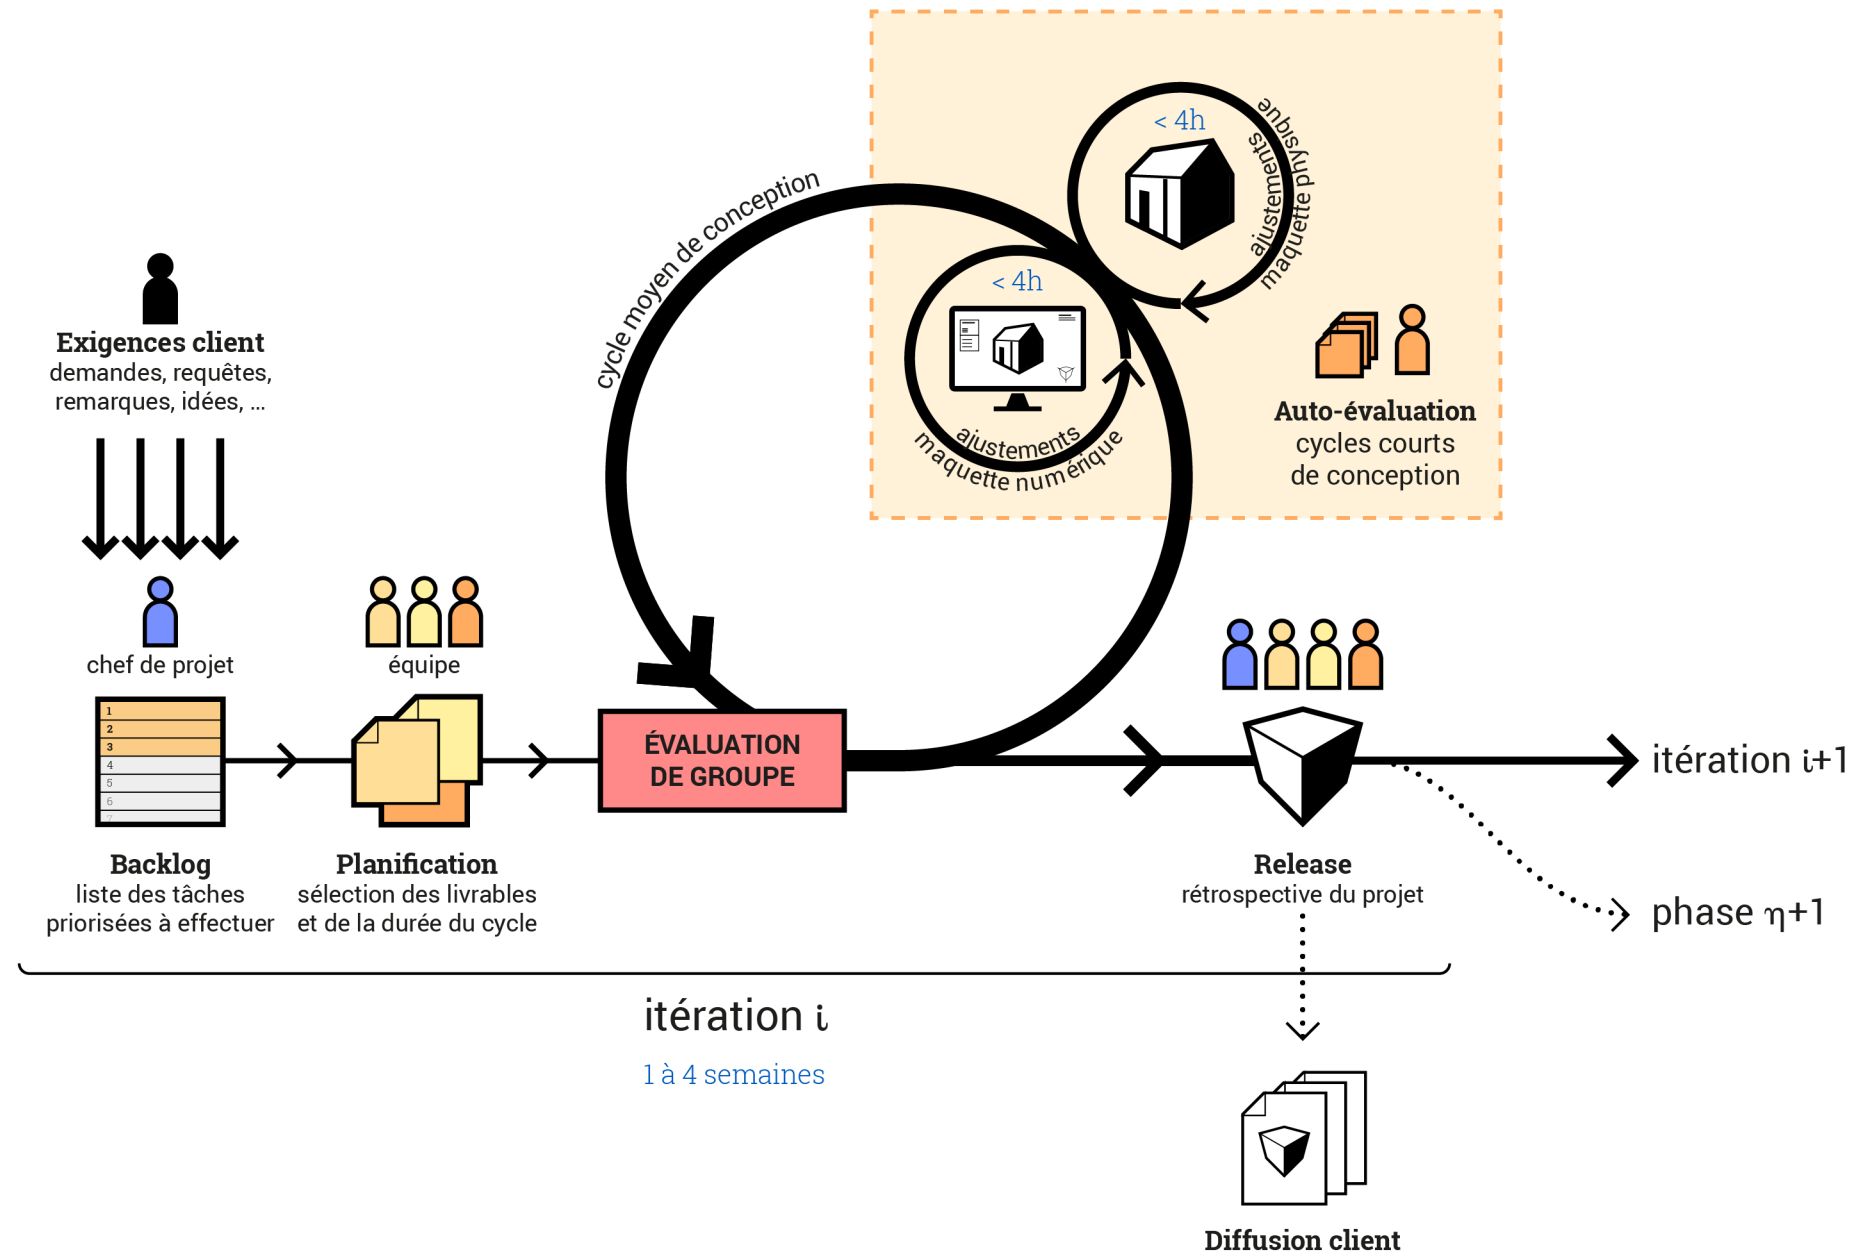 < 4h
ajustements
maquette physique
cycle moyen de conception
< 4h
ajustements
maquette numérique
Exigences client
demandes, requêtes,
remarques, idées, ...
Auto-évaluation
cycles courts
de conception
chef de projet
équipe
1
2
3
4
5
6
7
ÉVALUATION
DE GROUPE
itération i+1
Backlog
liste des tâches
priorisées à effectuer
Planification
sélection des livrables
et de la durée du cycle
Release
rétrospective du projet
phase η+1
itération i
1 à 4 semaines
Diffusion client